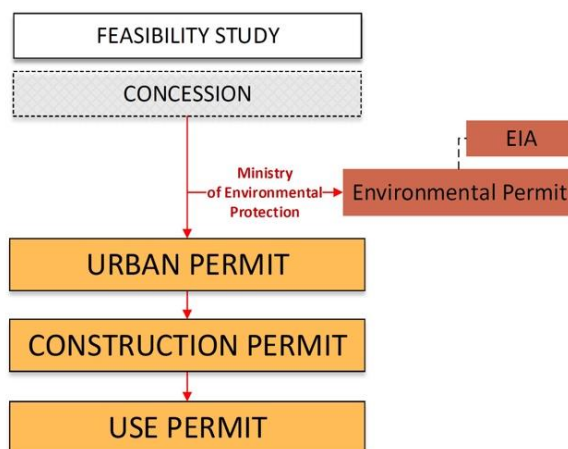 FEASIBILITY STUDY
CONCESSION
EIA
Ministry
of Environmental
Protection
Environmental Permit
URBAN PERMIT
CONSTRUCTION PERMIT
USE PERMIT